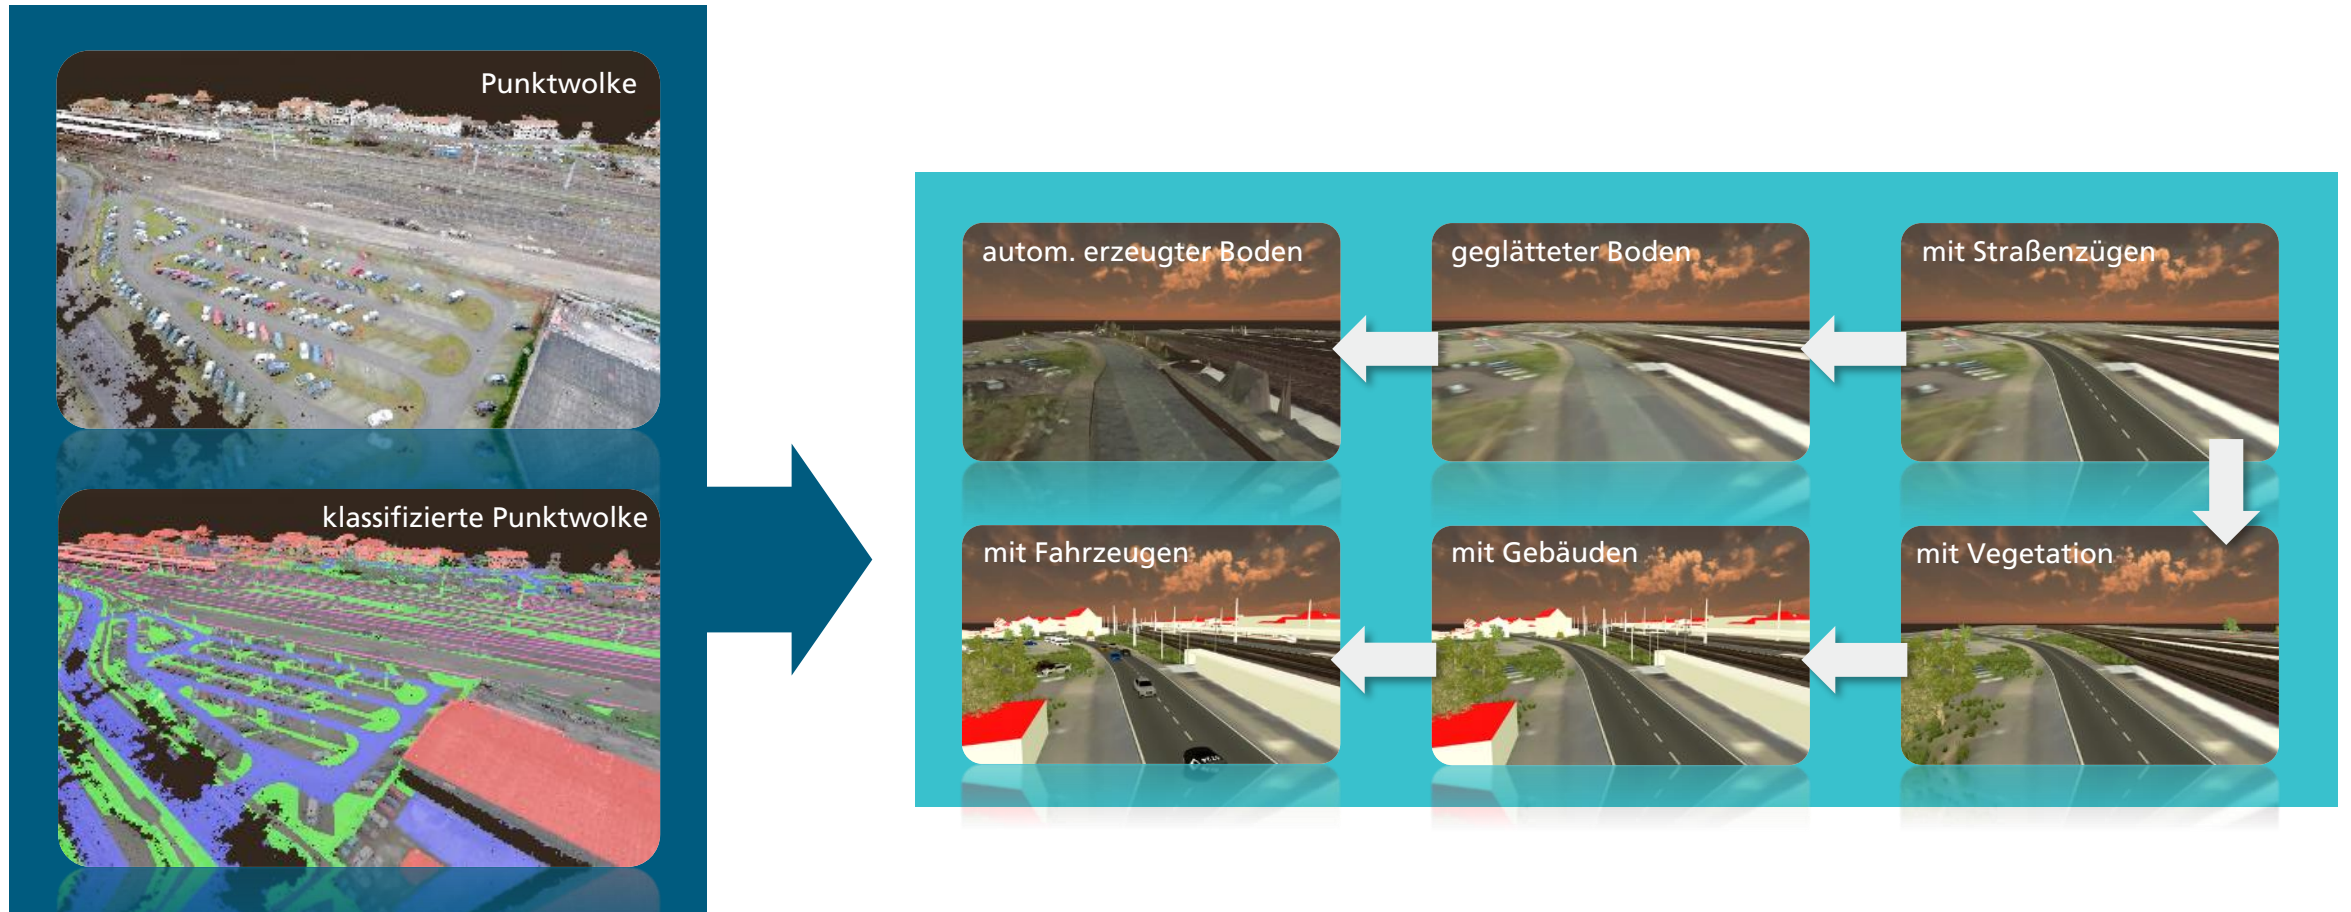 Punktwolke
klassifizierte Punktwolke
autom. erzeugter Boden
geglätteter Boden
mit Straßenzügen
mit Fahrzeugen
mit Gebäuden
mit Vegetation